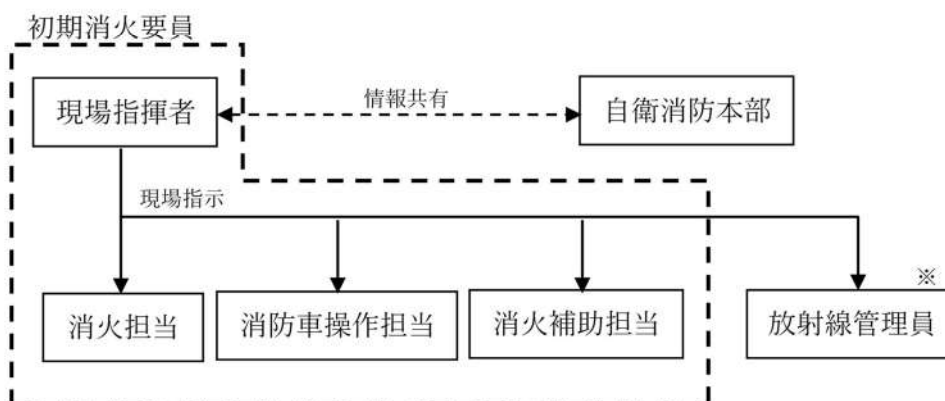 初期消火要員
現場指揮者
情報共有
自衛消防本部
現場指示
※
消火担当
消防車操作担当
消火補助担当
放射線管理員